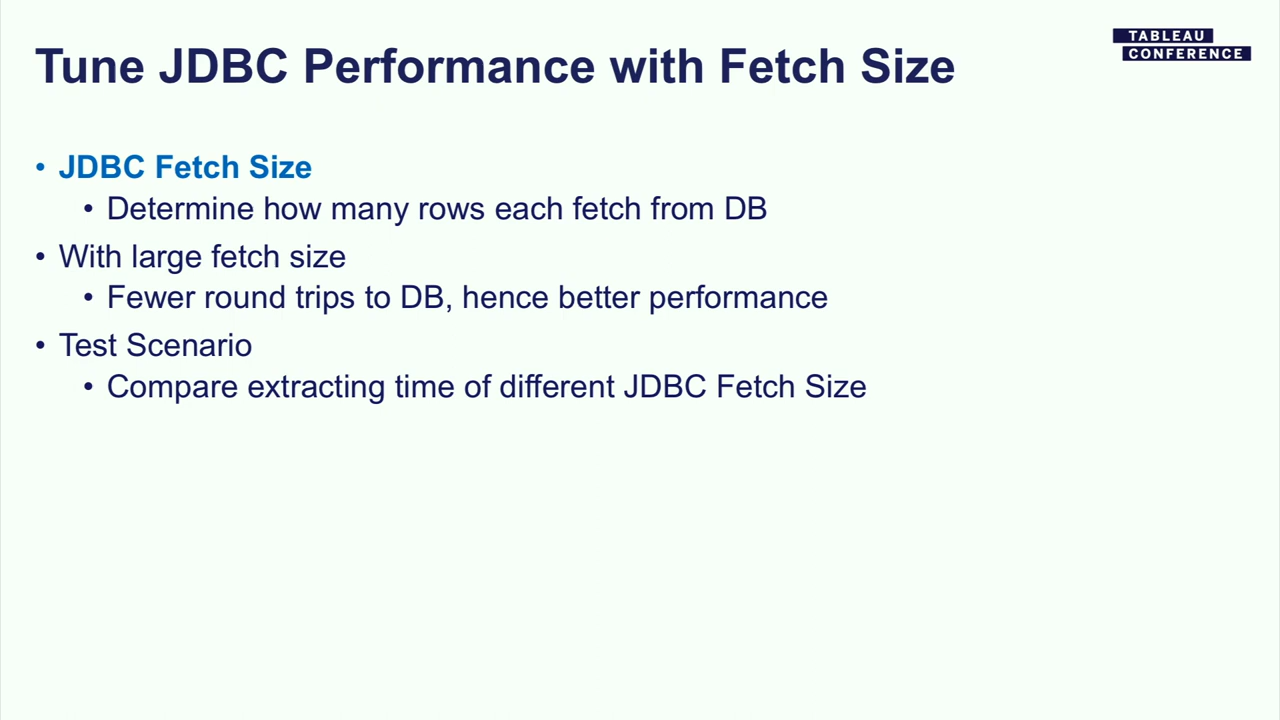 Tune JDBC Performance with Fetch Size
TABLEAU
CONFERENCE
• JDBC Fetch Size
• Determine how many rows each fetch from DB
• With large fetch size
• Fewer round trips to DB, hence better performance
• Test Scenario
• Compare extracting time of different JDBC Fetch Size